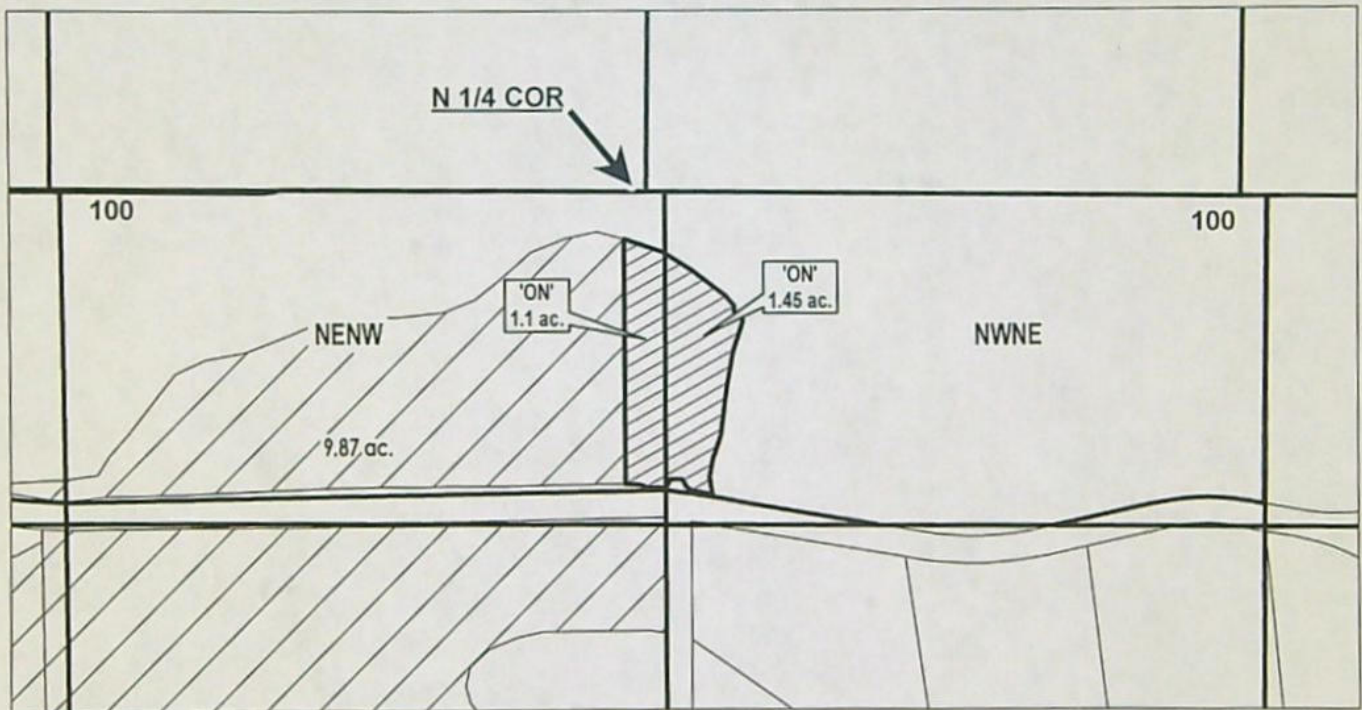 N 1/4 COR
100
100
'ON'
1.1 ac.
'ON'
1.45 ac.
NENW
NWNE
9.87 ac.